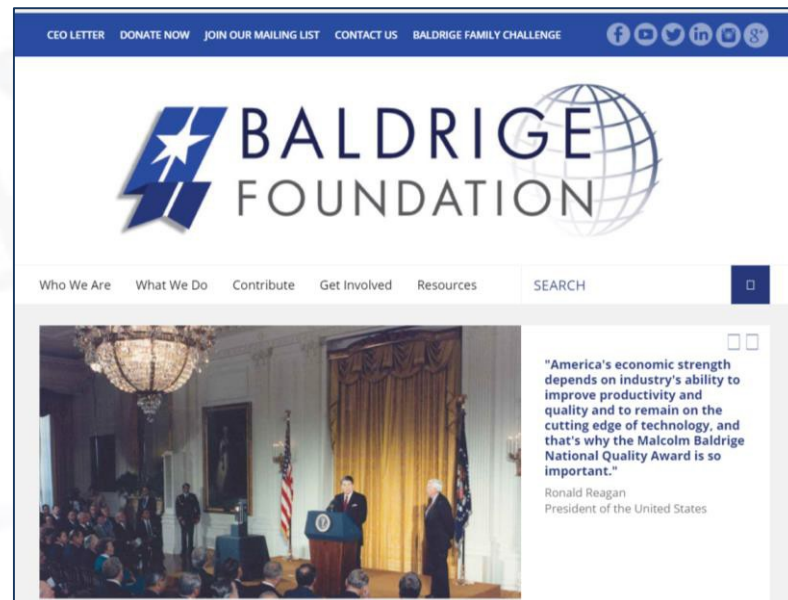 CEO LETTER DONATE NOW JOIN OUR MAILING LIST CONTACT US BALDRIGE FAMILY CHALLENGE
BALDRIGE
FOUNDATION
Who We Are What We Do Contribute Get Involved Resources SEARCH
"America's economic strength
depends on industry's ability to
improve productivity and
quality and to remain on the
cutting edge of technology, and
that's why the Malcolm Baldrige
National Quality Award is so
important."
Ronald Reagan
President of the United States